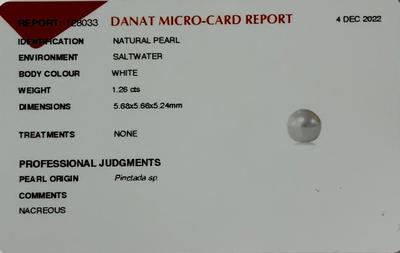 REPORT: 128033 DANAT MICRO-CARD REPORT 4 DEC 2022
IDENTIFICATION NATURAL PEARL
ENVIRONMENT SALTWATER
BODY COLOUR WHITE
WEIGHT 1.26 cts
DIMENSIONS 5.68x5.66x5.24mm
TREATMENTS NONE
PROFESSIONAL JUDGMENTS
PEARL ORIGIN Pinctada sp.
COMMENTS
NACREOUS